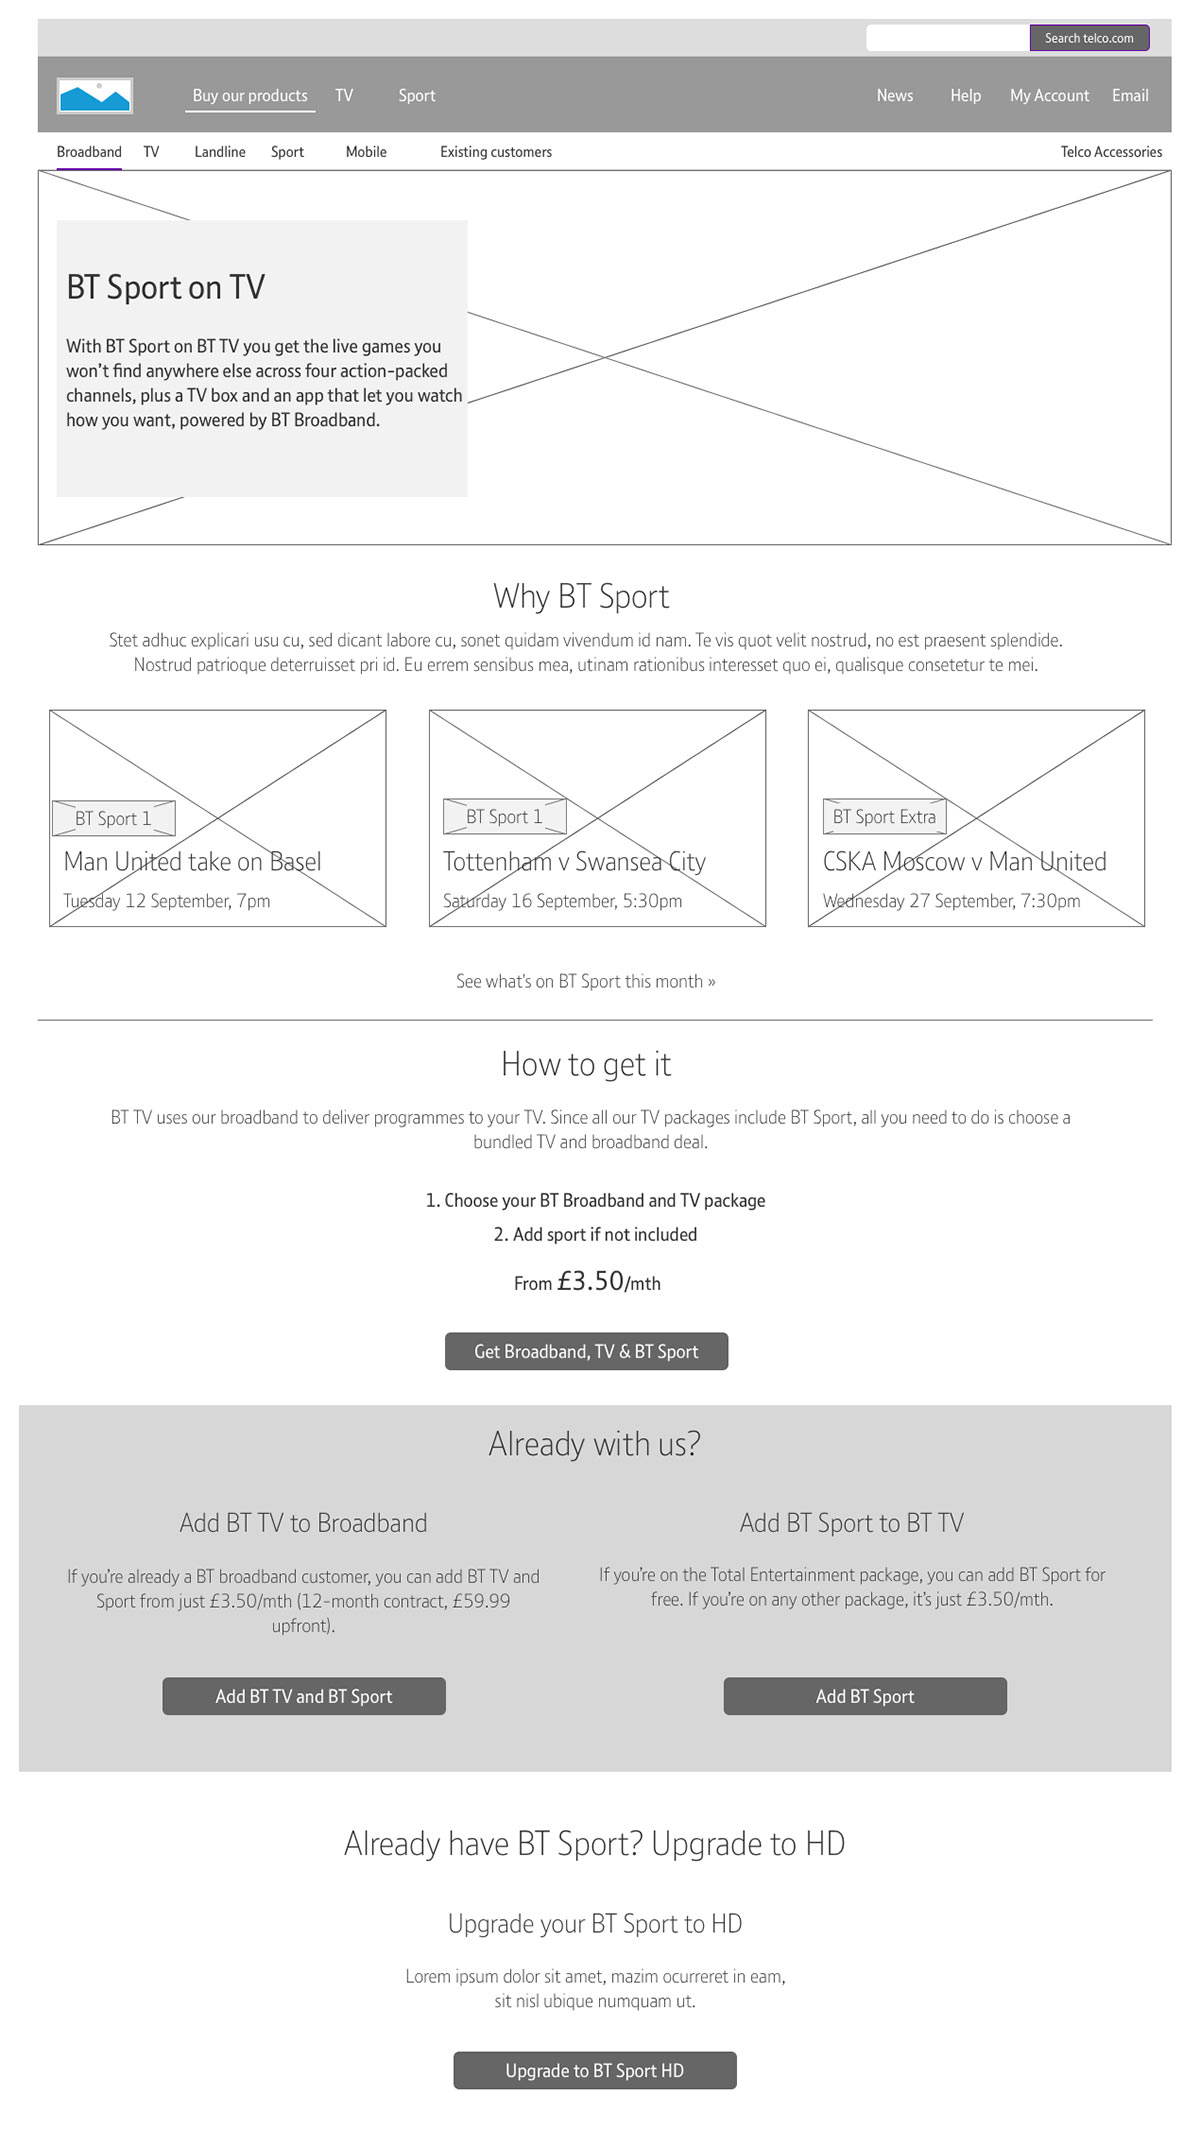 Search telco.com
Buy our products TV Sport News Help My Account Email
Broadband TV Landline Sport Mobile Existing customers Telco Accessories
BT Sport on TV
With BT Sport on BT TV you get the live games you
won’t find anywhere else across four action-packed
channels, plus a TV box and an app that let you watch
how you want, powered by BT Broadband.
Why BT Sport
Stet adhuc explicari usu cu, sed dicant labore cu, sonet quidam vivendum id nam. Te vis quot velit nostrud, no est praesent splendide.
Nostrud patrioque deterruisset pri id. Eu errem sensibus mea, utinam rationibus interesset quo ei, qualisque consetetur te mei.
BT Sport 1
Man United take on Basel
Tuesday 12 September, 7pm
BT Sport 1
Tottenham v Swansea City
Saturday 16 September, 5:30pm
BT Sport Extra
CSKA Moscow v Man United
Wednesday 27 September, 7:30pm
See what's on BT Sport this month »
How to get it
BT TV uses our broadband to deliver programmes to your TV. Since all our TV packages include BT Sport, all you need to do is choose a
bundled TV and broadband deal.
1. Choose your BT Broadband and TV package
2. Add sport if not included
From £3.50/mth
Get Broadband, TV & BT Sport
Already with us?
Add BT TV to Broadband
If you’re already a BT broadband customer, you can add BT TV and
Sport from just £3.50/mth (12-month contract, £59.99
upfront).
Add BT TV and BT Sport
Add BT Sport to BT TV
If you’re on the Total Entertainment package, you can add BT Sport for
free. If you’re on any other package, it’s just £3.50/mth.
Add BT Sport
Already have BT Sport? Upgrade to HD
Upgrade your BT Sport to HD
Lorem ipsum dolor sit amet, mazim ocurreret in eam,
sit nisl ubique numquam ut.
Upgrade to BT Sport HD